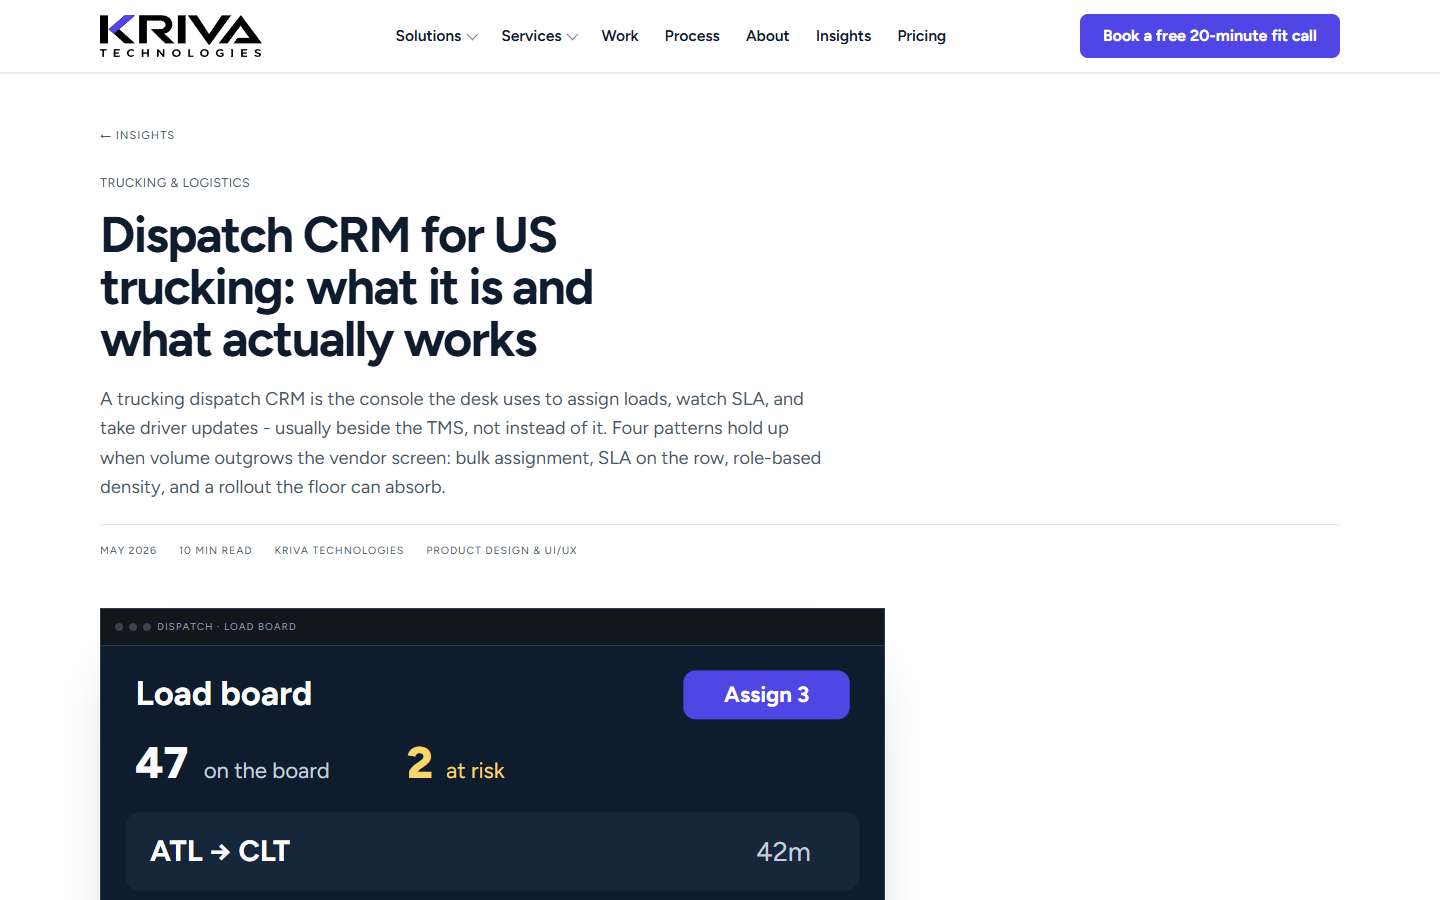 KRIVA
TECHNOLOGIES
Solutions
Services
Work
Process
About
Insights
Pricing
Book a free 20-minute fit call
← INSIGHTS
TRUCKING & LOGISTICS
Dispatch CRM for US
trucking: what it is and
what actually works
A trucking dispatch CRM is the console the desk uses to assign loads, watch SLA, and
take driver updates - usually beside the TMS, not instead of it. Four patterns hold up
when volume outgrows the vendor screen: bulk assignment, SLA on the row, role-based
density, and a rollout the floor can absorb.
MAY 2026 10 MIN READ KRIVA TECHNOLOGIES PRODUCT DESIGN & UI/UX
DISPATCH · LOAD BOARD
Load board
Assign 3
47 on the board
2 at risk
ATL → CLT
42m